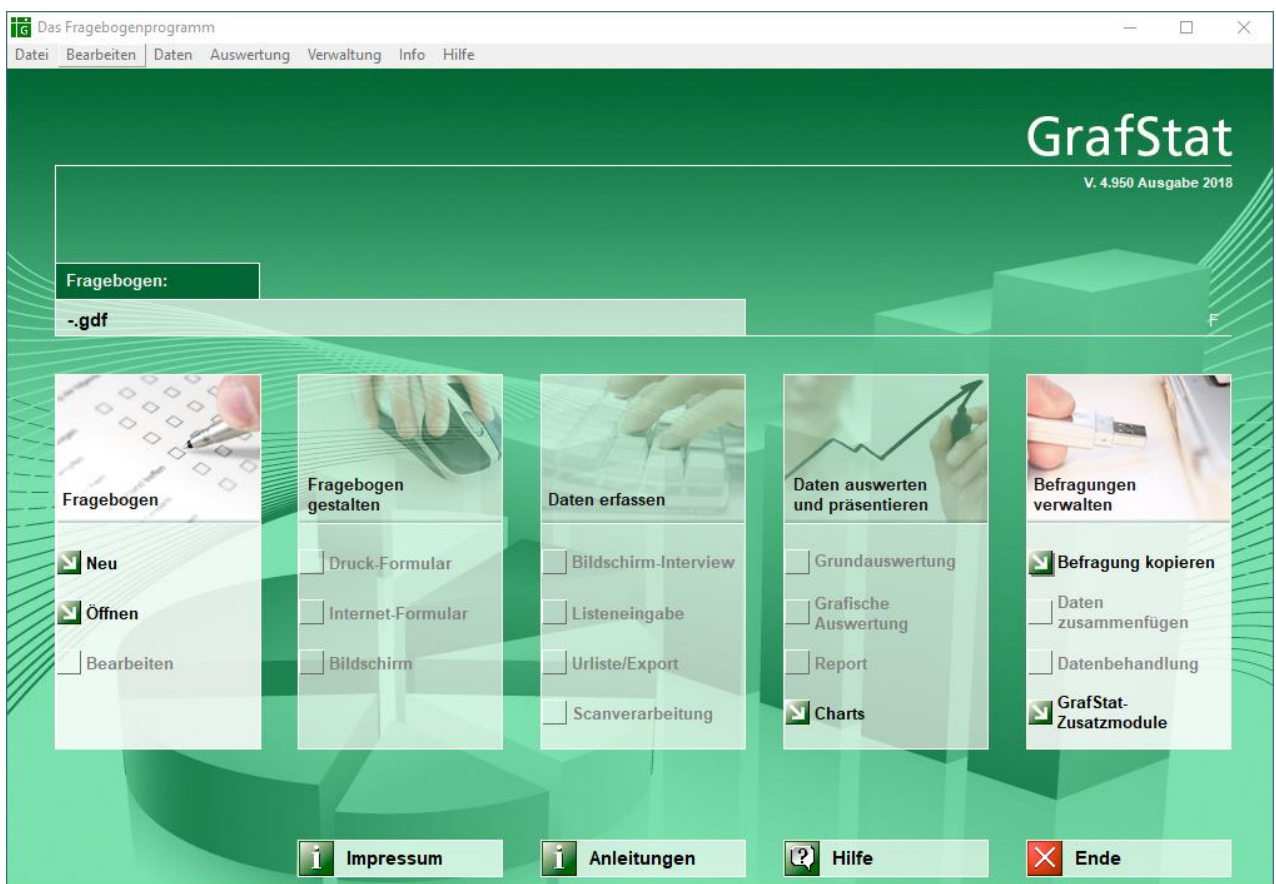 Das Fragebogenprogramm
Datei Bearbeiten Daten Auswertung Verwaltung Info Hilfe
GrafStat
V. 4.950 Ausgabe 2018
Fragebogen:
-.gdf
F
Fragebogen
Neu
Öffnen
Bearbeiten
Fragebogen
gestalten
Druck-Formular
Internet-Formular
Bildschirm
Daten erfassen
Bildschirm-Interview
Listeneingabe
Urliste/Export
Scanverarbeitung
Daten auswerten
und präsentieren
Grundauswertung
Grafische
Auswertung
Report
Charts
Befragungen
verwalten
Befragung kopieren
Daten
zusammenfügen
Datenbehandlung
GrafStat-
Zusatzmodule
Impressum
Anleitungen
Hilfe
Ende